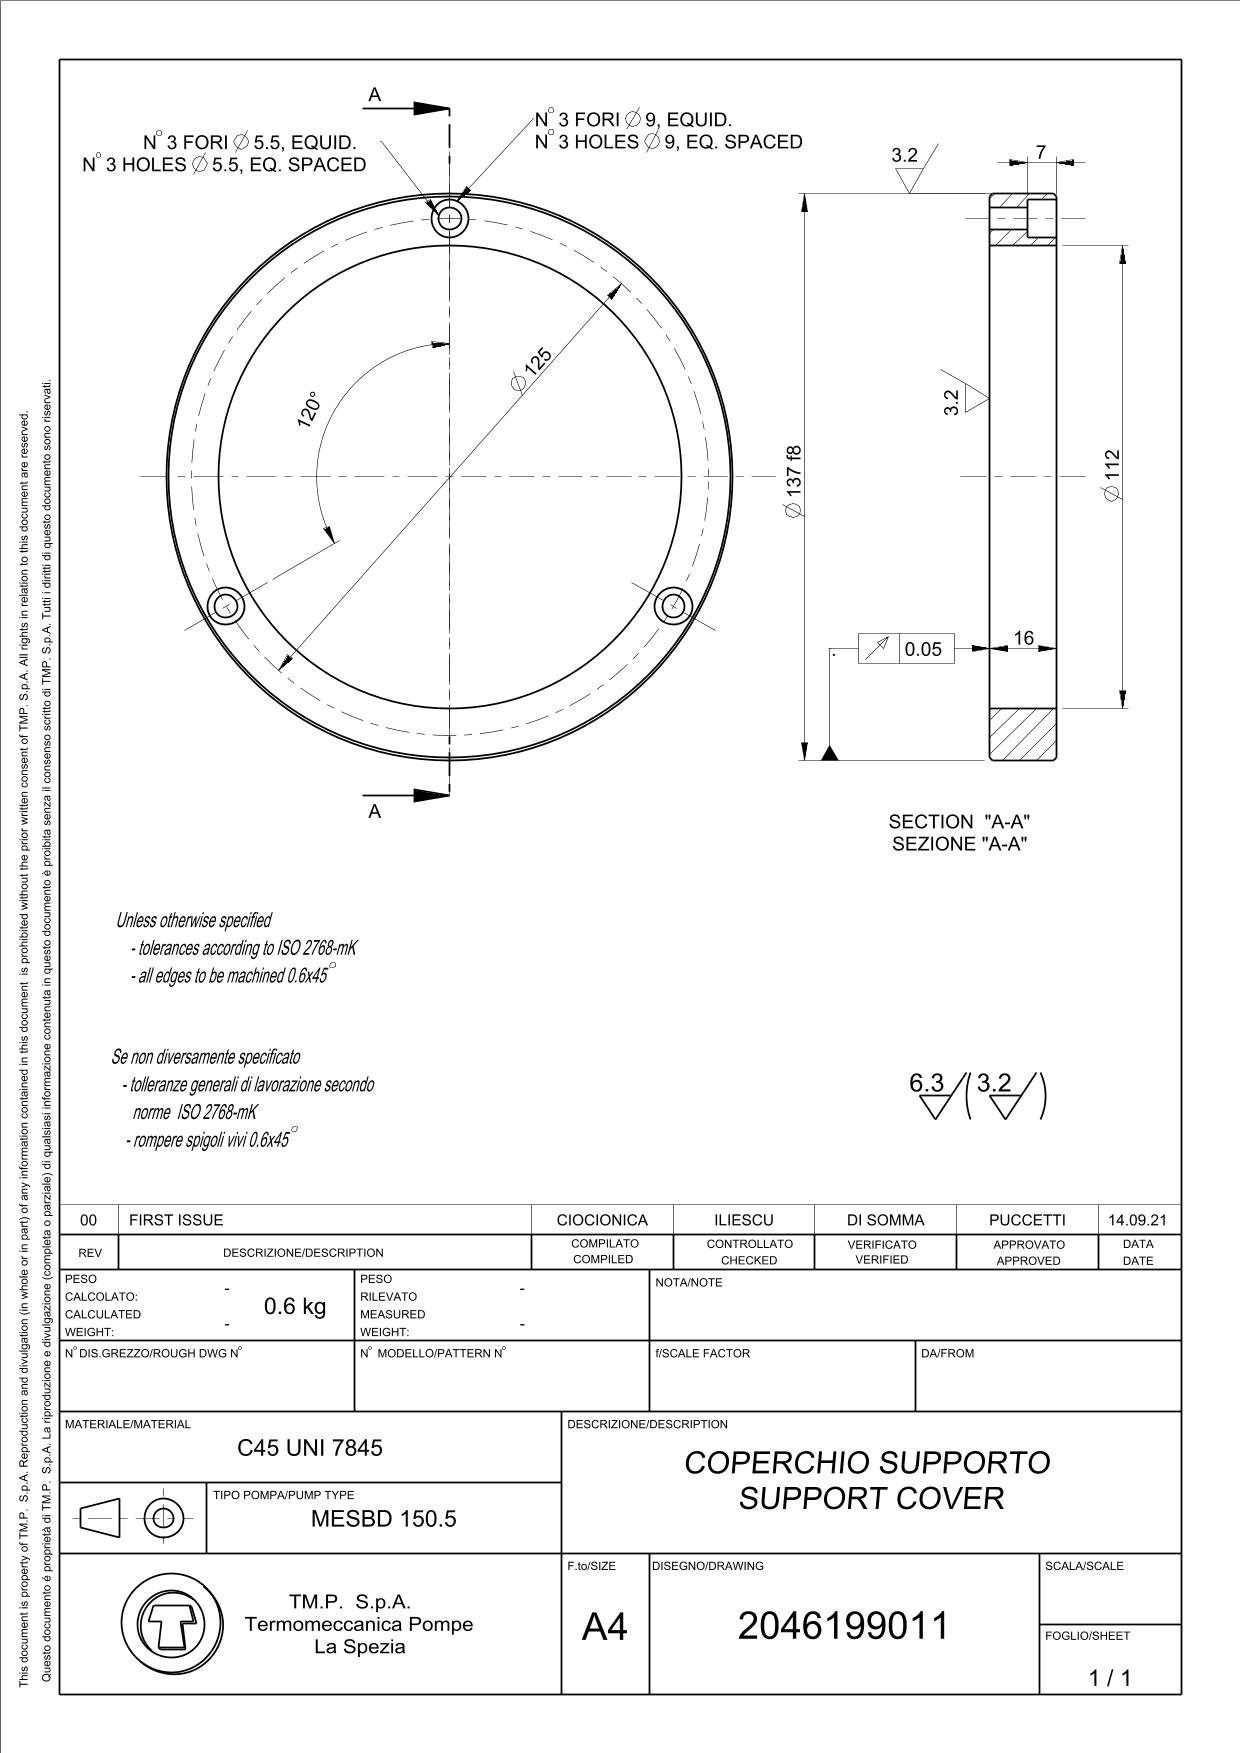 A
N° 3 FORI ∅ 5.5, EQUID.
N° 3 HOLES ∅ 5.5, EQ. SPACED
N° 3 FORI ∅ 9, EQUID.
N° 3 HOLES ∅ 9, EQ. SPACED
3.2
7
∅ 125
120°
3.2
∅ 137 f8
∅ 112
0.05
16
A
SECTION "A-A"
SEZIONE "A-A"
Unless otherwise specified
- tolerances according to ISO 2768-mK
- all edges to be machined 0.6x45°
Se non diversamente specificato
- tolleranze generali di lavorazione secondo
norme ISO 2768-mK
- rompere spigoli vivi 0.6x45°
6.3 ( 3.2 )
00 FIRST ISSUE CIOCIONICA ILIESCU DI SOMMA PUCCETTI 14.09.21
REV DESCRIZIONE/DESCRIPTION
COMPILATO CONTROLLATO VERIFICATO APPROVATO DATA
COMPILED CHECKED VERIFIED APPROVED DATE
PESO
CALCOLATO: -
CALCULATED
WEIGHT: -
0.6 kg
PESO
RILEVATO -
MEASURED
WEIGHT: -
NOTA/NOTE
N° DIS.GREZZO/ROUGH DWG N°
N° MODELLO/PATTERN N°
f/SCALE FACTOR
DA/FROM
MATERIALE/MATERIAL
C45 UNI 7845
DESCRIZIONE/DESCRIPTION
COPERCHIO SUPPORTO
SUPPORT COVER
TIPO POMPA/PUMP TYPE
MESBD 150.5
TM.P. S.p.A.
Termomeccanica Pompe
La Spezia
F.to/SIZE
A4
DISEGNO/DRAWING
2046199011
SCALA/SCALE
FOGLIO/SHEET
1 / 1
This document is property of TM.P. S.p.A. Reproduction and divulgation (in whole or in part) of any information contained in this document is prohibited without the prior written consent of TMP. S.p.A. All rights in relation to this document are reserved.
Questo documento é proprietà di TM.P. S.p.A. La riproduzione e divulgazione (completa o parziale) di qualsiasi informazione contenuta in questo documento è proibita senza il consenso scritto di TMP. S.p.A. Tutti i diritti di questo documento sono riservati.